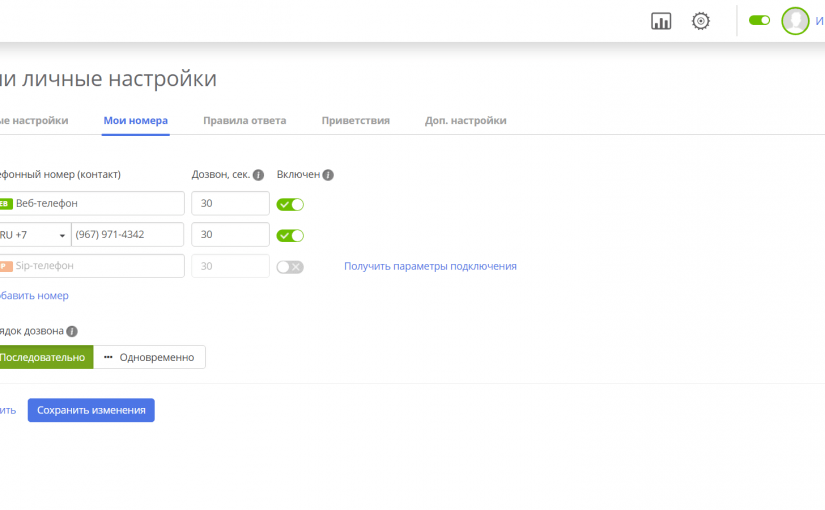 И
ии личные настройки
ые настройки Мои номера Правила ответа Приветствия Доп. настройки
ефонный номер (контакт) Дозвон, сек. i Включен i
EB Веб-телефон 30
RU +7 (967) 971-4342 30
P Sip-телефон 30 Получить параметры подключения
обавить номер
ядок дозвона i
Последовательно ••• Одновременно
ить Сохранить изменения